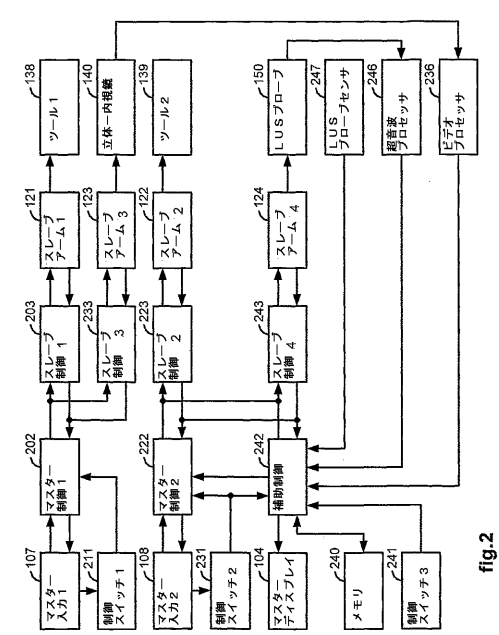 107
マスター
入力1
202
マスター
制御1
203
スレーブ
制御 1
121
スレーブ
アーム 1
138
ツール1
211
制御
スイッチ1
233
スレーブ
制御 3
123
スレーブ
アーム 3
140
立体-内視鏡
108
マスター
入力2
222
マスター
制御2
223
スレーブ
制御 2
122
スレーブ
アーム 2
139
ツール2
231
制御
スイッチ2
104
マスター
ディスプレイ
242
補助制御
243
スレーブ
制御 4
124
スレーブ
アーム 4
150
LUSプローブ
247
LUS
プローブセンサ
240
メモリ
246
超音波
プロセッサ
241
制御
スイッチ3
236
ビデオ
プロセッサ
fig.2